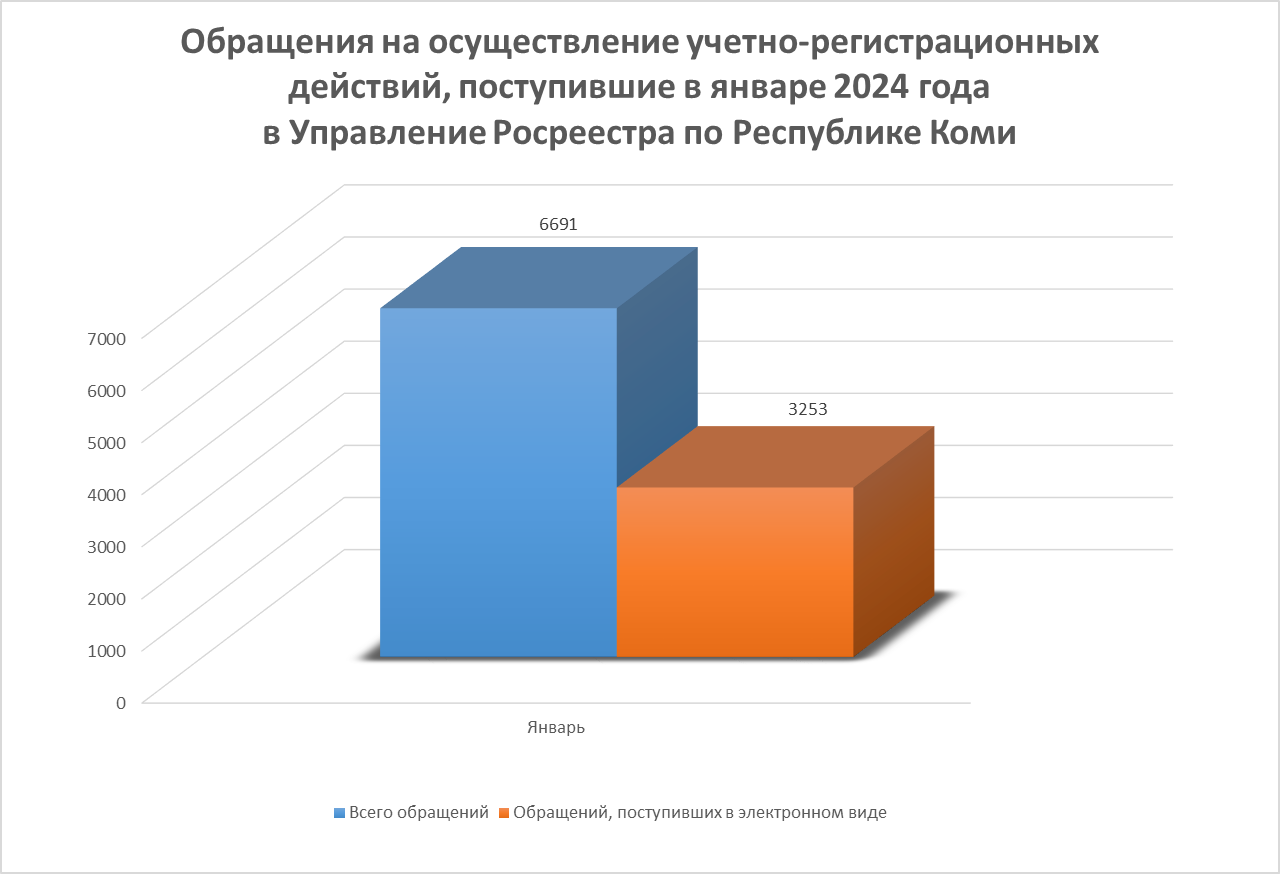 Обращения на осуществление учетно-регистрационных
действий, поступившие в январе 2024 года
в Управление Росреестра по Республике Коми
6691
3253
7000
6000
5000
4000
3000
2000
1000
0
Январь
Всего обращений
Обращений, поступивших в электронном виде